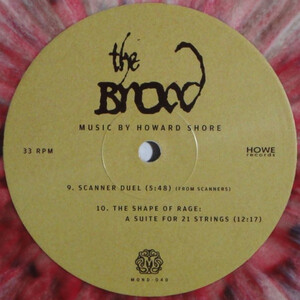 the
BROOD
MUSIC BY HOWARD SHORE
33 RPM
HOWE
records
9. SCANNER DUEL (5:48) (FROM SCANNERS)
10. THE SHAPE OF RAGE:
A SUITE FOR 21 STRINGS (12:17)
MOND-040